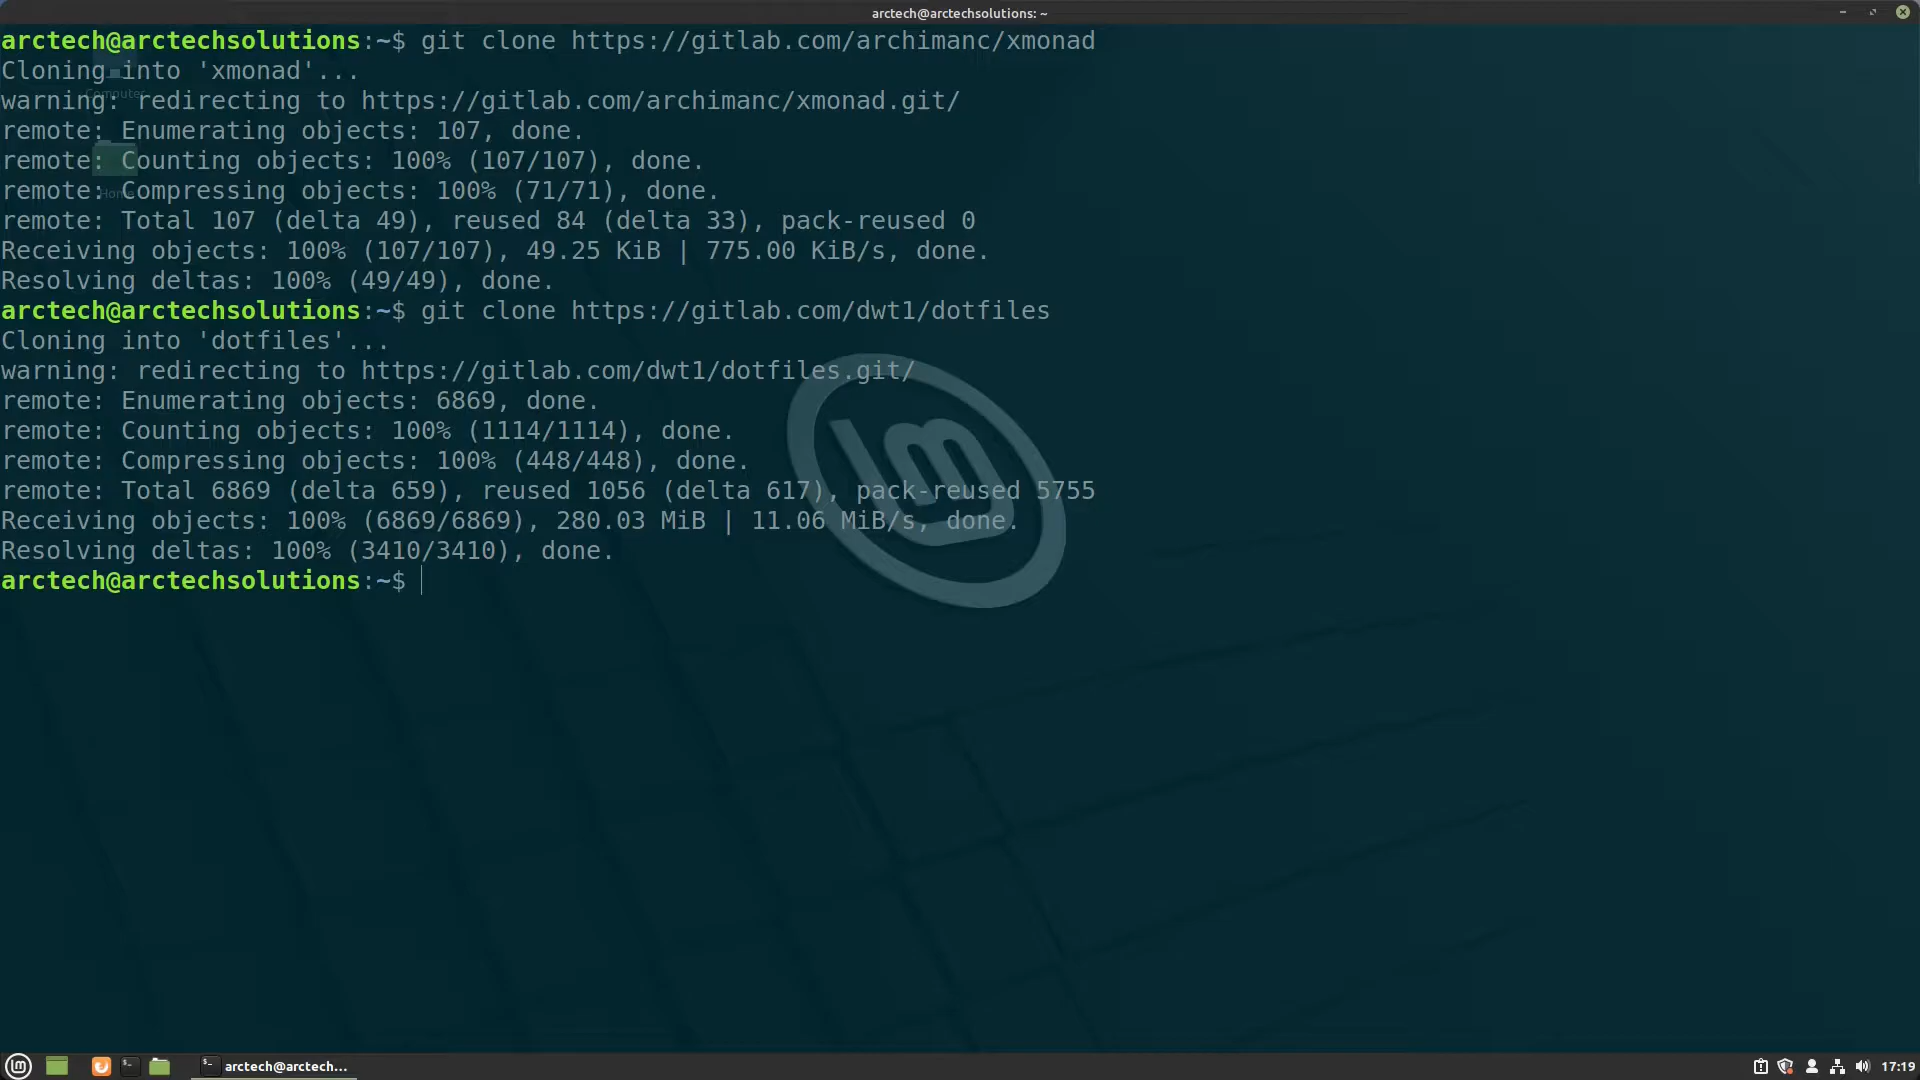 arctech@arctechsolutions: ~
arctech@arctechsolutions:~$ git clone https://gitlab.com/archimanc/xmonad
Cloning into 'xmonad'...
Computer
warning: redirecting to https://gitlab.com/archimanc/xmonad.git/
remote: Enumerating objects: 107, done.
remote: Counting objects: 100% (107/107), done.
remote: Compressing objects: 100% (71/71), done.
Home
remote: Total 107 (delta 49), reused 84 (delta 33), pack-reused 0
Receiving objects: 100% (107/107), 49.25 KiB | 775.00 KiB/s, done.
Resolving deltas: 100% (49/49), done.
arctech@arctechsolutions:~$ git clone https://gitlab.com/dwt1/dotfiles
Cloning into 'dotfiles'...
warning: redirecting to https://gitlab.com/dwt1/dotfiles.git/
remote: Enumerating objects: 6869, done.
remote: Counting objects: 100% (1114/1114), done.
remote: Compressing objects: 100% (448/448), done.
remote: Total 6869 (delta 659), reused 1056 (delta 617), pack-reused 5755
Receiving objects: 100% (6869/6869), 280.03 MiB | 11.06 MiB/s, done.
Resolving deltas: 100% (3410/3410), done.
arctech@arctechsolutions:~$
arctech@arctech...
17:19